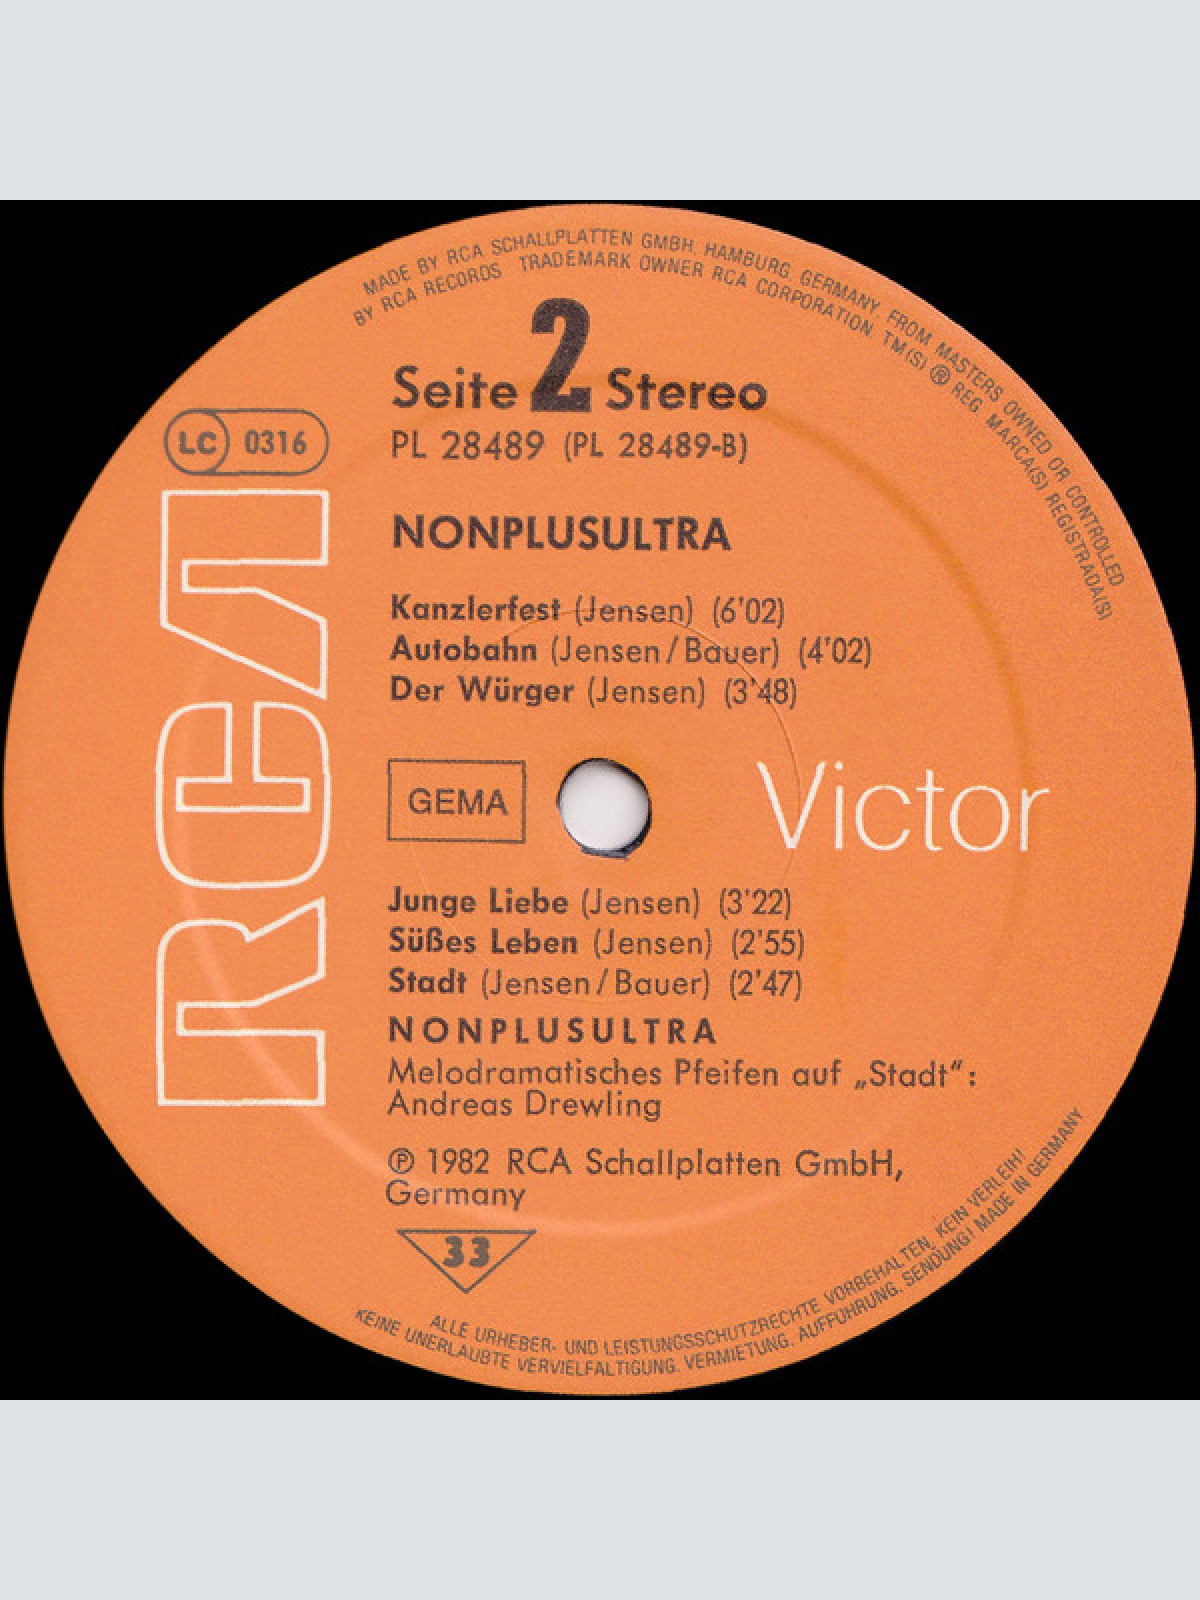 MADE BY RCA SCHALLPLATTEN GMBH. HAMBURG. GERMANY. FROM MASTERS OWNED OR CONTROLLED
BY RCA RECORDS TRADEMARK OWNER RCA CORPORATION. TM(S) ® REG. MARCA(S) REGISTRADA(S)
Seite 2 Stereo
LC 0316
PL 28489 (PL 28489-B)
NONPLUSULTRA
Kanzlerfest (Jensen) (6'02)
Autobahn (Jensen/Bauer) (4'02)
Der Würger (Jensen) (3'48)
RCA
GEMA
Victor
Junge Liebe (Jensen) (3'22)
Süßes Leben (Jensen) (2'55)
Stadt (Jensen/Bauer) (2'47)
NONPLUSULTRA
Melodramatisches Pfeifen auf „Stadt“:
Andreas Drewling
℗ 1982 RCA Schallplatten GmbH,
Germany
33
ALLE URHEBER- UND LEISTUNGSSCHUTZRECHTE VORBEHALTEN. KEIN VERLEIH!
KEINE UNERLAUBTE VERVIELFÄLTIGUNG. VERMIETUNG. AUFFÜHRUNG. SENDUNG! MADE IN GERMANY